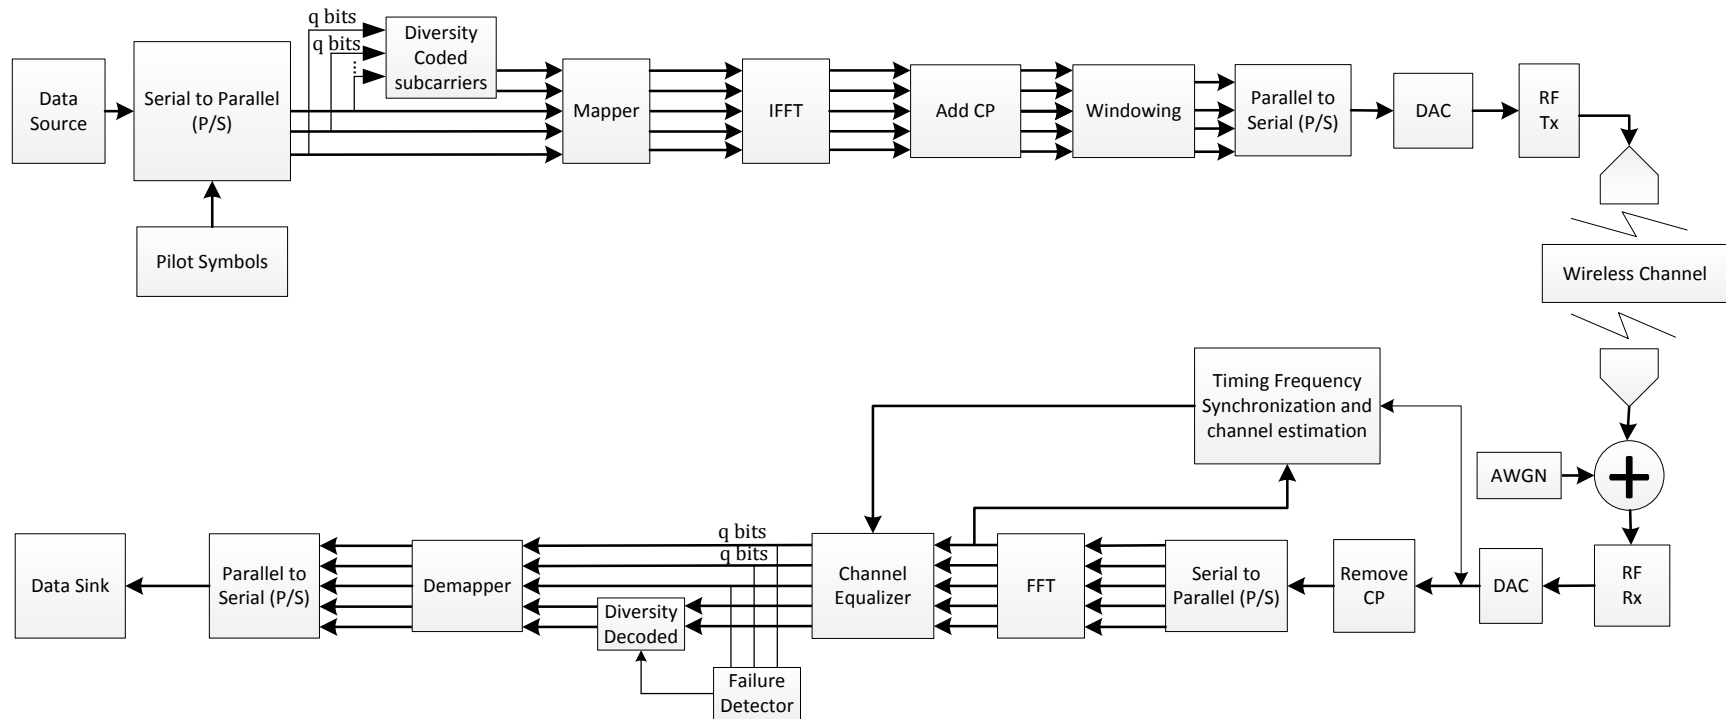 q bits
q bits
Diversity
Coded
subcarriers
Data
Source
Serial to Parallel
(P/S)
Mapper
IFFT
Add CP
Windowing
Parallel to
Serial (P/S)
DAC
RF
Tx
Pilot Symbols
Wireless Channel
Timing Frequency
Synchronization and
channel estimation
AWGN
q bits
q bits
Data Sink
Parallel to
Serial (P/S)
Demapper
Diversity
Decoded
Failure
Detector
Channel
Equalizer
FFT
Serial to
Parallel (P/S)
Remove
CP
DAC
RF
Rx